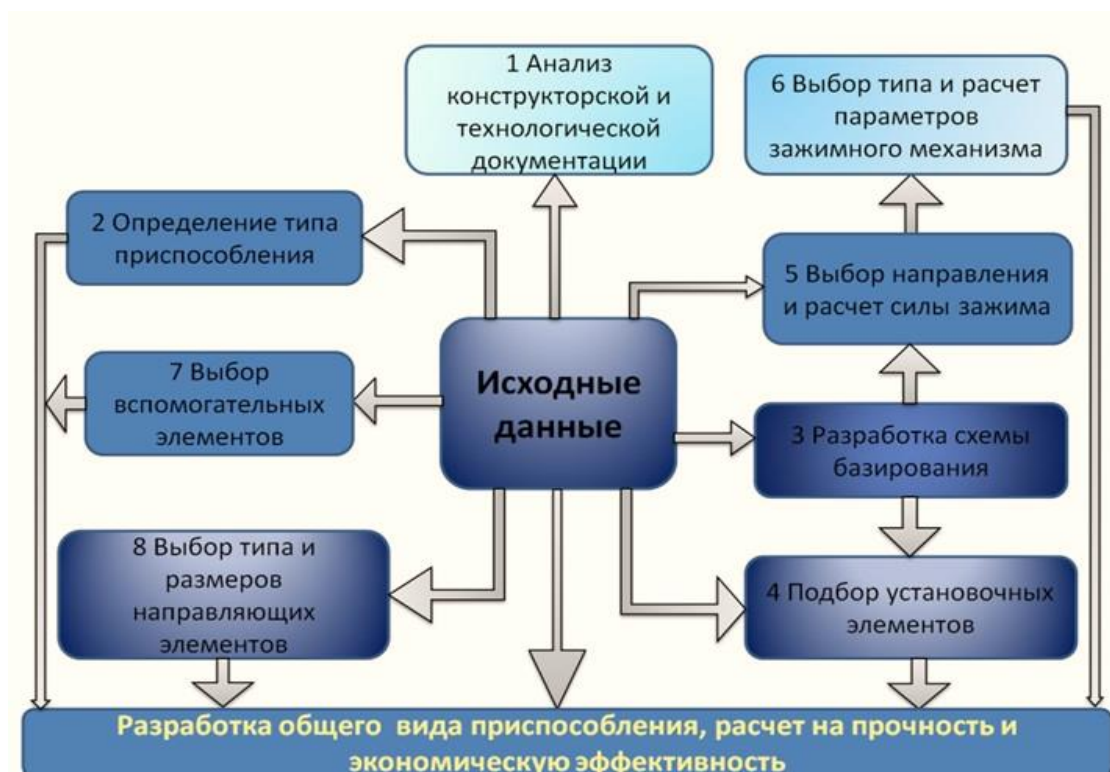 1 Анализ
конструкторской и
технологической
документации
6 Выбор типа и расчет
параметров
зажимного механизма
2 Определение типа
приспособления
5 Выбор направления
и расчет силы зажима
Исходные
данные
7 Выбор
вспомогательных
элементов
3 Разработка схемы
базирования
8 Выбор типа и
размеров
направляющих
элементов
4 Подбор установочных
элементов
Разработка общего вида приспособления, расчет на прочность и
экономическую эффективность